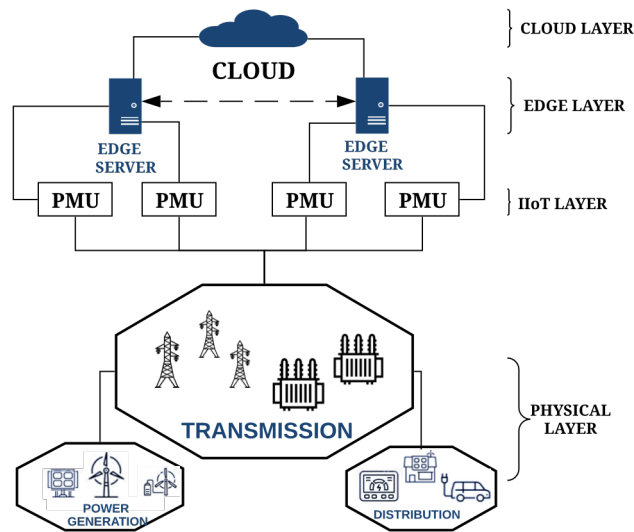 CLOUD LAYER
CLOUD
EDGE LAYER
EDGE
SERVER
EDGE
SERVER
PMU
PMU
PMU
PMU
IIoT LAYER
TRANSMISSION
PHYSICAL
LAYER
POWER
GENERATION
DISTRIBUTION